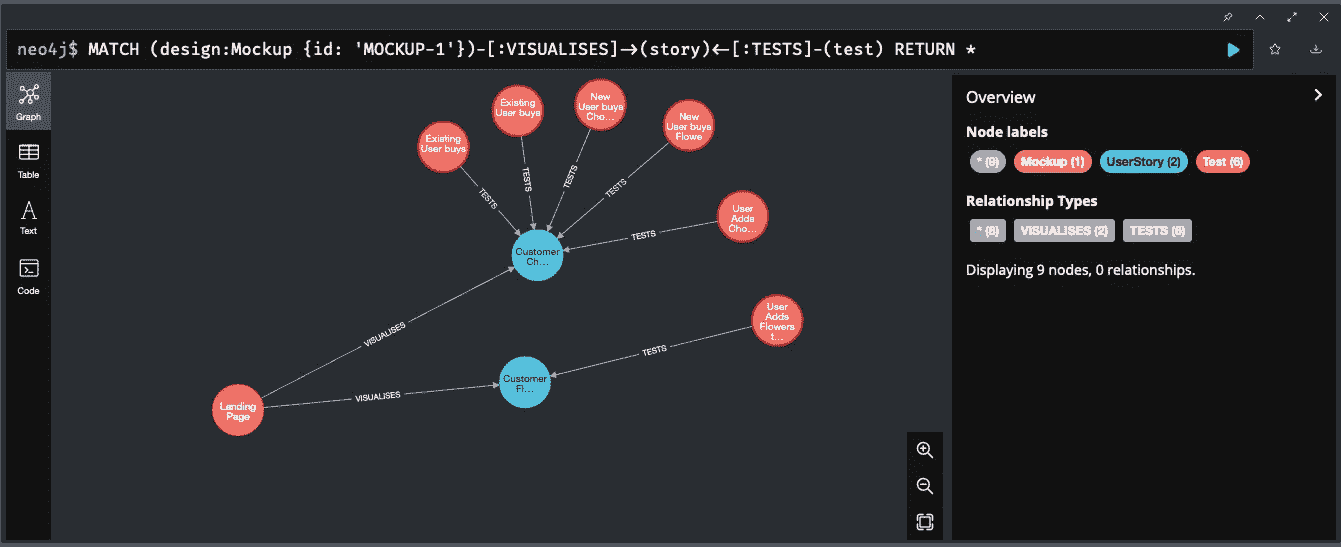 neo4j$ MATCH (design:Mockup {id: 'MOCKUP-1'})-[:VISUALISES]->(story)<-[:TESTS]-(test) RETURN *
Graph
Table
Text
Code
Existing
User buys
Existing
User buys
New
User buys
Cho...
New
User buys
Flowe
User
Adds
Cho...
User
Adds
Flowers
t...
TESTS
TESTS
TESTS
TESTS
TESTS
TESTS
Customer
Ch...
Customer
Fl...
VISUALISES
VISUALISES
Landing
Page
Overview
Node labels
* (9)
Mockup (1)
UserStory (2)
Test (6)
Relationship Types
* (8)
VISUALISES (2)
TESTS (6)
Displaying 9 nodes, 0 relationships.